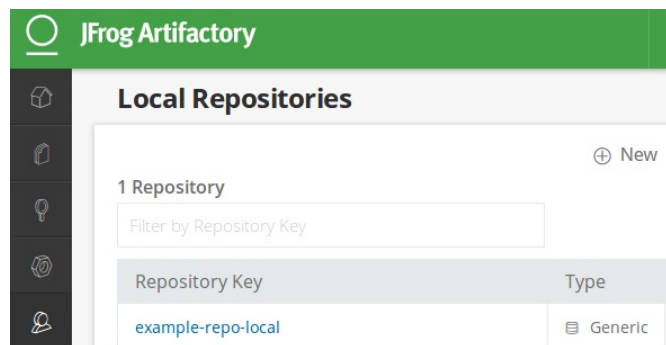 JFrog Artifactory
Local Repositories
New
1 Repository
Filter by Repository Key
Repository Key Type
example-repo-local Generic